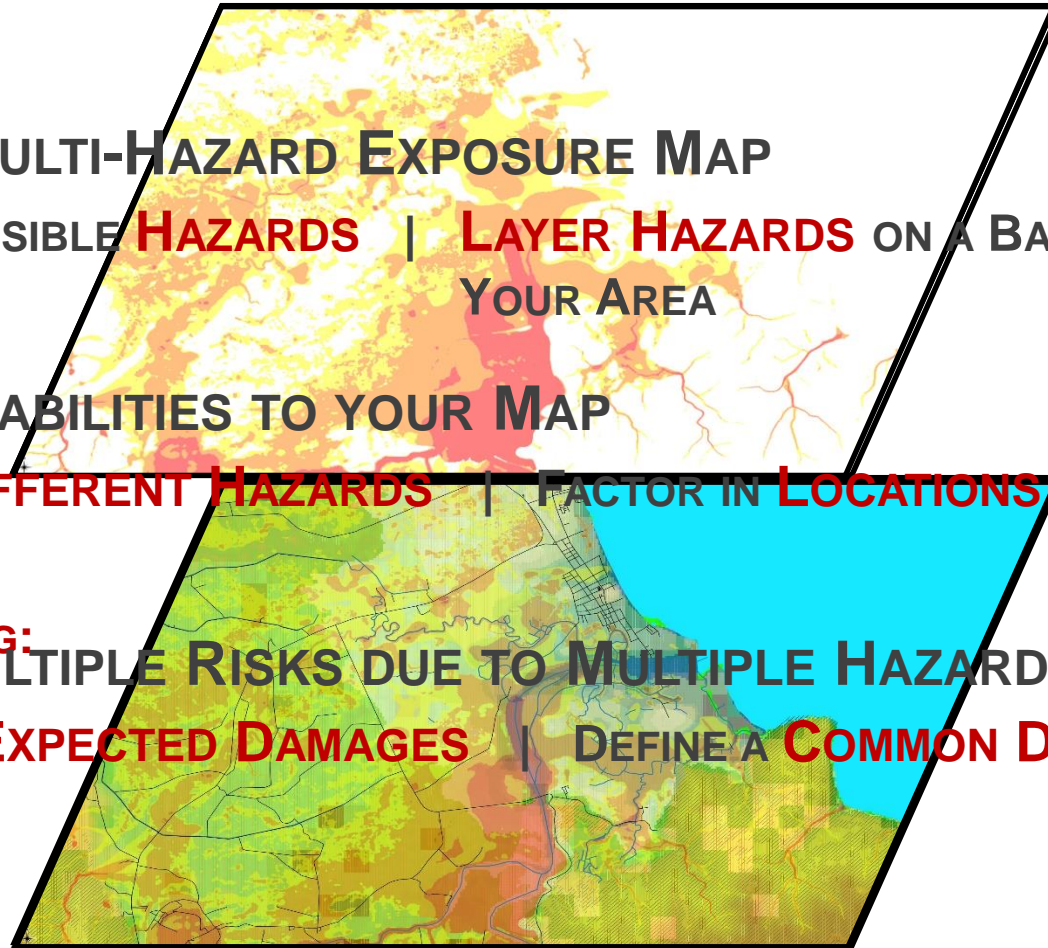 ULTI-HAZARD EXPOSURE MAP
SIBLE HAZARDS | LAYER HAZARDS ON A BA
YOUR AREA
ABILITIES TO YOUR MAP
FFERENT HAZARDS | FACTOR IN LOCATIONS
G:
LTIPLE RISKS DUE TO MULTIPLE HAZARD
EXPECTED DAMAGES | DEFINE A COMMON D